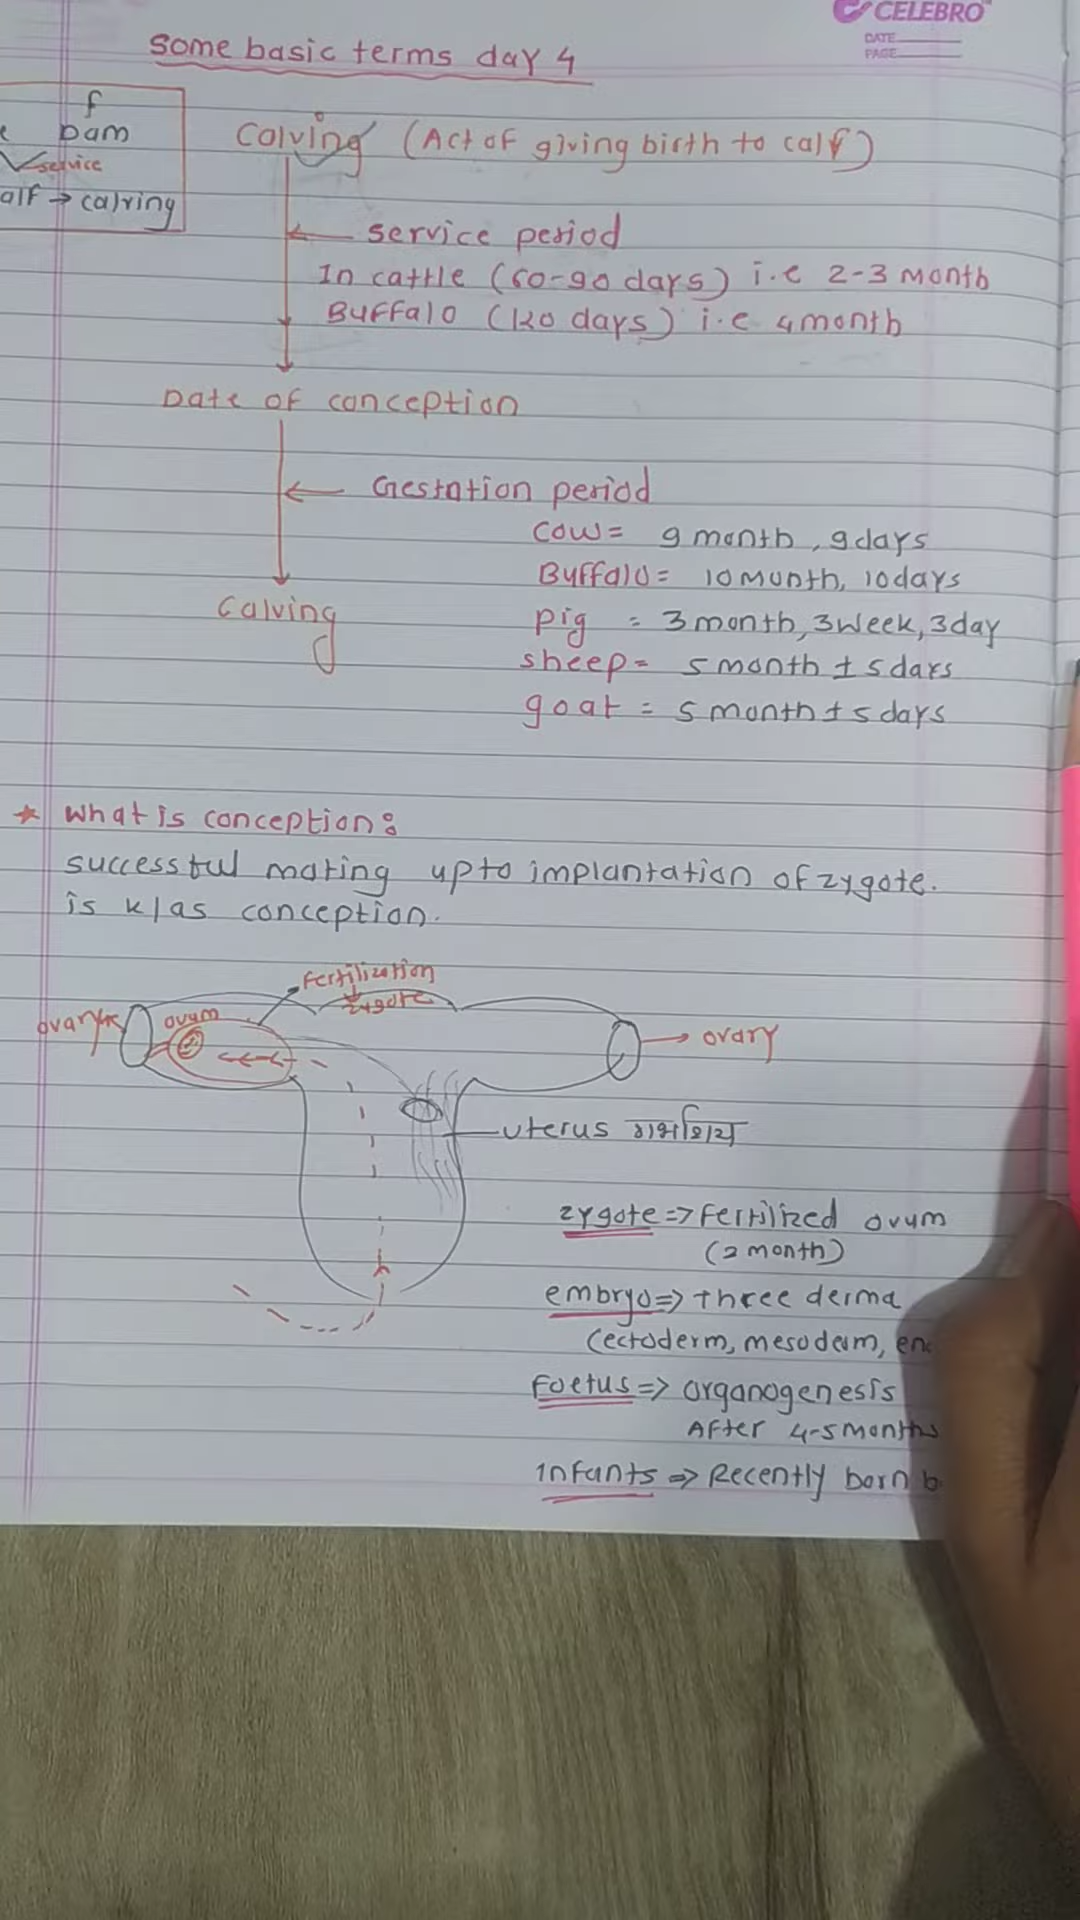 CELEBRO
DATE
PAGE
Some basic terms day 4
f
Dam
service
alf → calving
Calving (Act of giving birth to calf)
← service period
In cattle (60-90 days) i.e 2-3 month
Buffalo (120 days) i.e 4 month
Date of conception
← Gestation period
Cow = 9 month, 9 days
Buffalo = 10 month, 10 days
Calving
Pig = 3 month, 3 week, 3 day
Sheep = 5 month ± 5 days
goat = 5 month ± 5 days
* What is conception:
successful mating upto implantation of zygote.
is k/as conception.
Fertilization
zygote
ovary
ovum
→ ovary
uterus गर्भाशय
zygote => Fertilized ovum
(2 month)
embryo => three derma
(ectoderm, mesoderm, en
Foetus => organogenesis
After 4-5 months
Infants => Recently born b